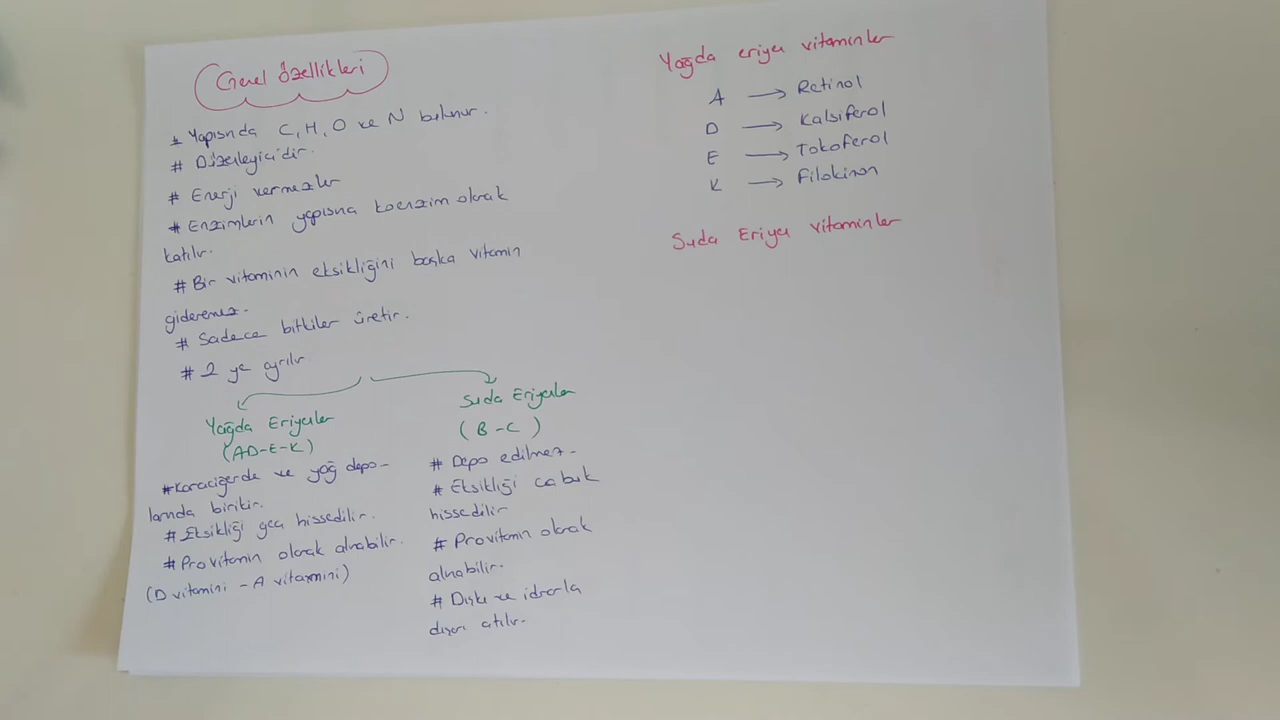 Genel özellikleri
# Yapısında C, H, O ve N bulunur.
# Düzenleyicidir.
# Enerji vermezler
# Enzimlerin yapısına koenzim olarak
katılır.
# Bir vitaminin eksikliğini başka vitamin
gideremez.
# Sadece bitkiler üretir.
# 2 ye ayrılır
Yağda Eriyenler
(A-D-E-K)
# Karaciğerde ve yağ depo-
larında birikir.
# Eksikliği geç hissedilir.
# Provitamin olarak alınabilir.
(D vitamini - A vitamini)
Suda Eriyenler
(B - C)
# Depo edilmez.
# Eksikliği çabuk
hissedilir
# Provitamin olarak
alınabilir.
# Dışkı ve idrarla
dışarı atılır.
Yağda eriyen vitaminler
A → Retinol
D → Kalsiferol
E → Tokoferol
K → Filokinon
Suda Eriyen vitaminler